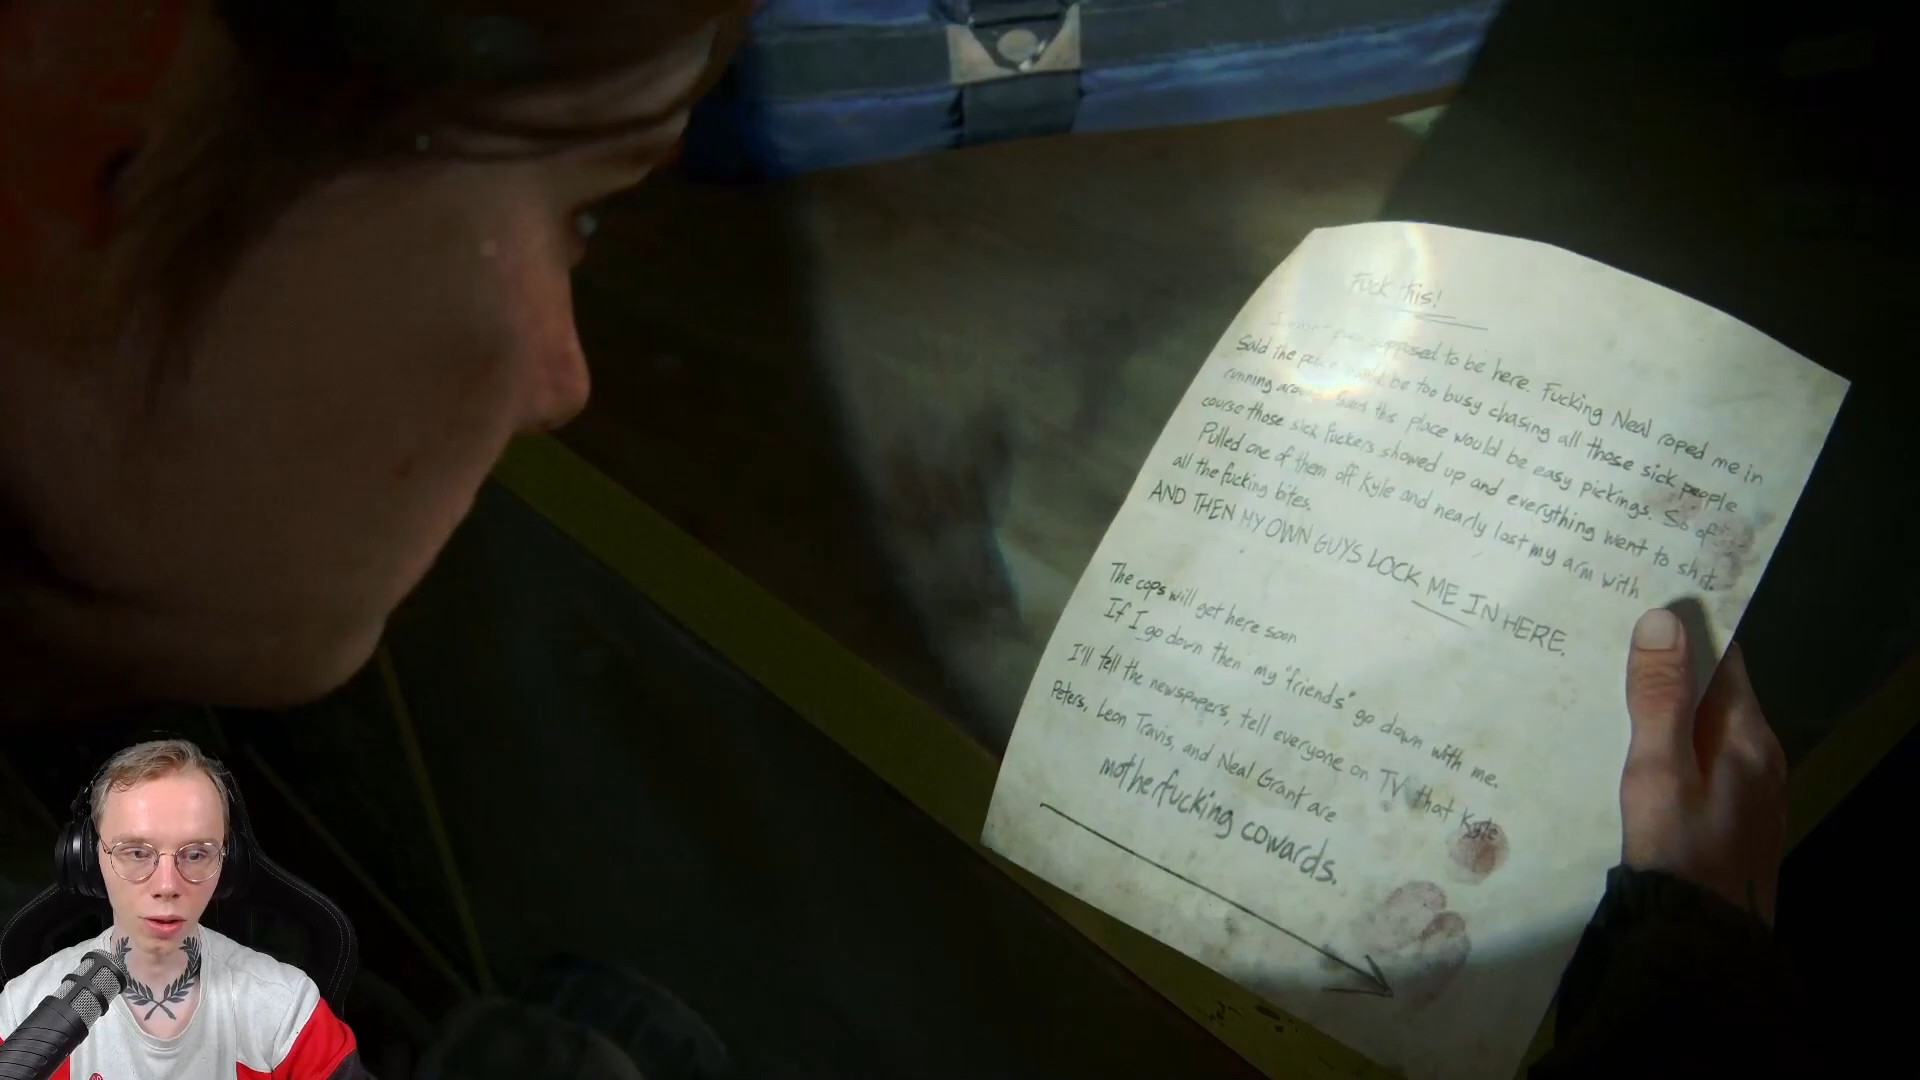 Fuck this!
I wasn't even supposed to be here. Fucking Neal roped me in
Said the police would be too busy chasing all those sick people
running around. Said this place would be easy pickings. So of
course those sick fuckers showed up and everything went to shit.
Pulled one of them off Kyle and nearly lost my arm with
all the fucking bites.
AND THEN MY OWN GUYS LOCK ME IN HERE.
The cops will get here soon
If I go down then my "friends" go down with me.
I'll tell the newspapers, tell everyone on TV that Kyle
Peters, Leon Travis, and Neal Grant are
motherfucking cowards.